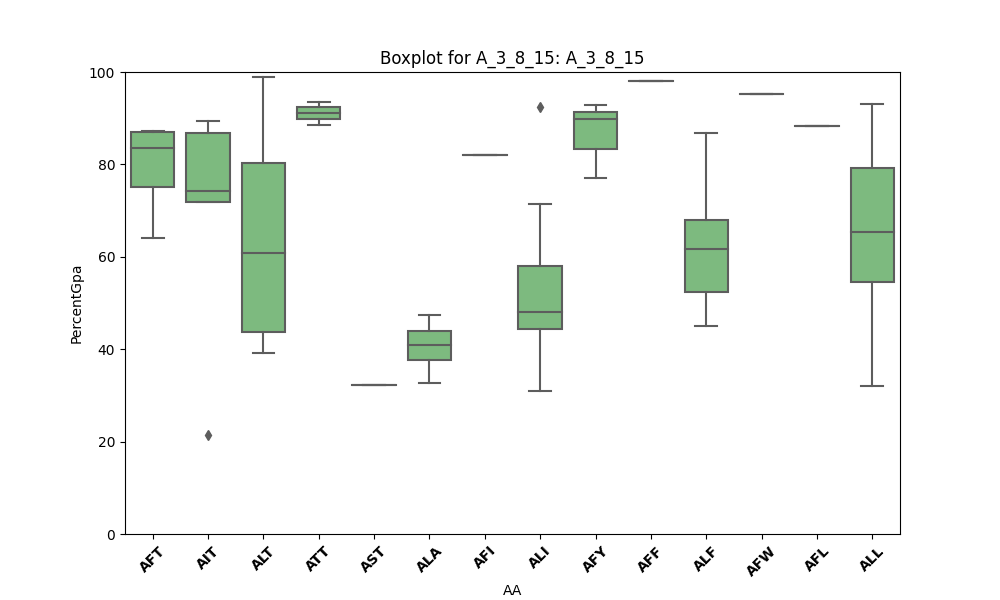 Boxplot for A_3_8_15: A_3_8_15
100
80
60
40
20
0
PercentGpa
AFT AIT ALT ATT AST ALA AFI ALI AFY AFF ALF AFW AFL ALL
AA